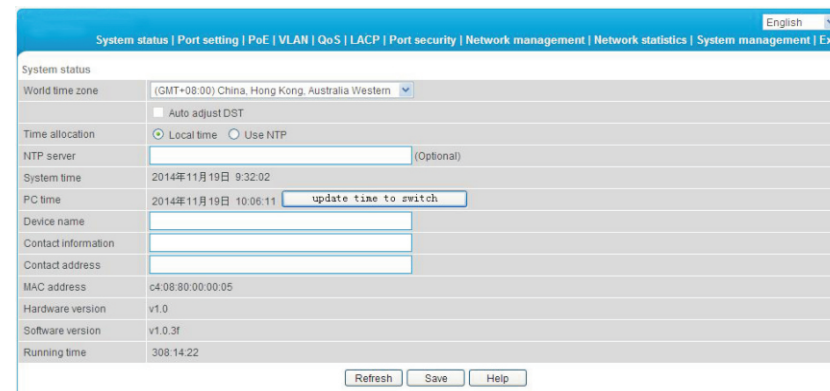 English
System status | Port setting | PoE | VLAN | QoS | LACP | Port security | Network management | Network statistics | System management |
System status
World time zone (GMT+08:00) China, Hong Kong, Australia Western
Auto adjust DST
Time allocation Local time Use NTP
NTP server (Optional)
System time 2014年11月19日 9:32:02
PC time 2014年11月19日 10:06:11 update time to switch
Device name
Contact information
Contact address
MAC address c4:08:80:00:00:05
Hardware version v1.0
Software version v1.0.3f
Running time 308:14:22
Refresh Save Help